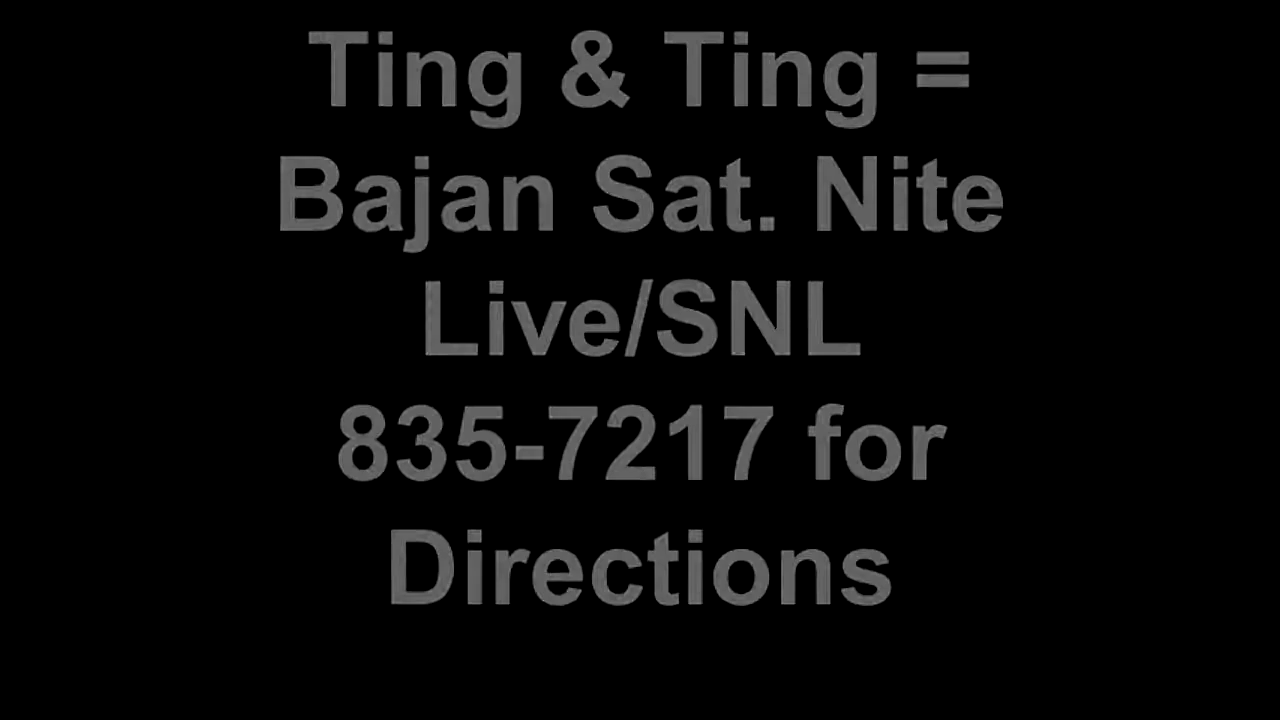 Ting & Ting =
Bajan Sat. Nite
Live/SNL
835-7217 for
Directions